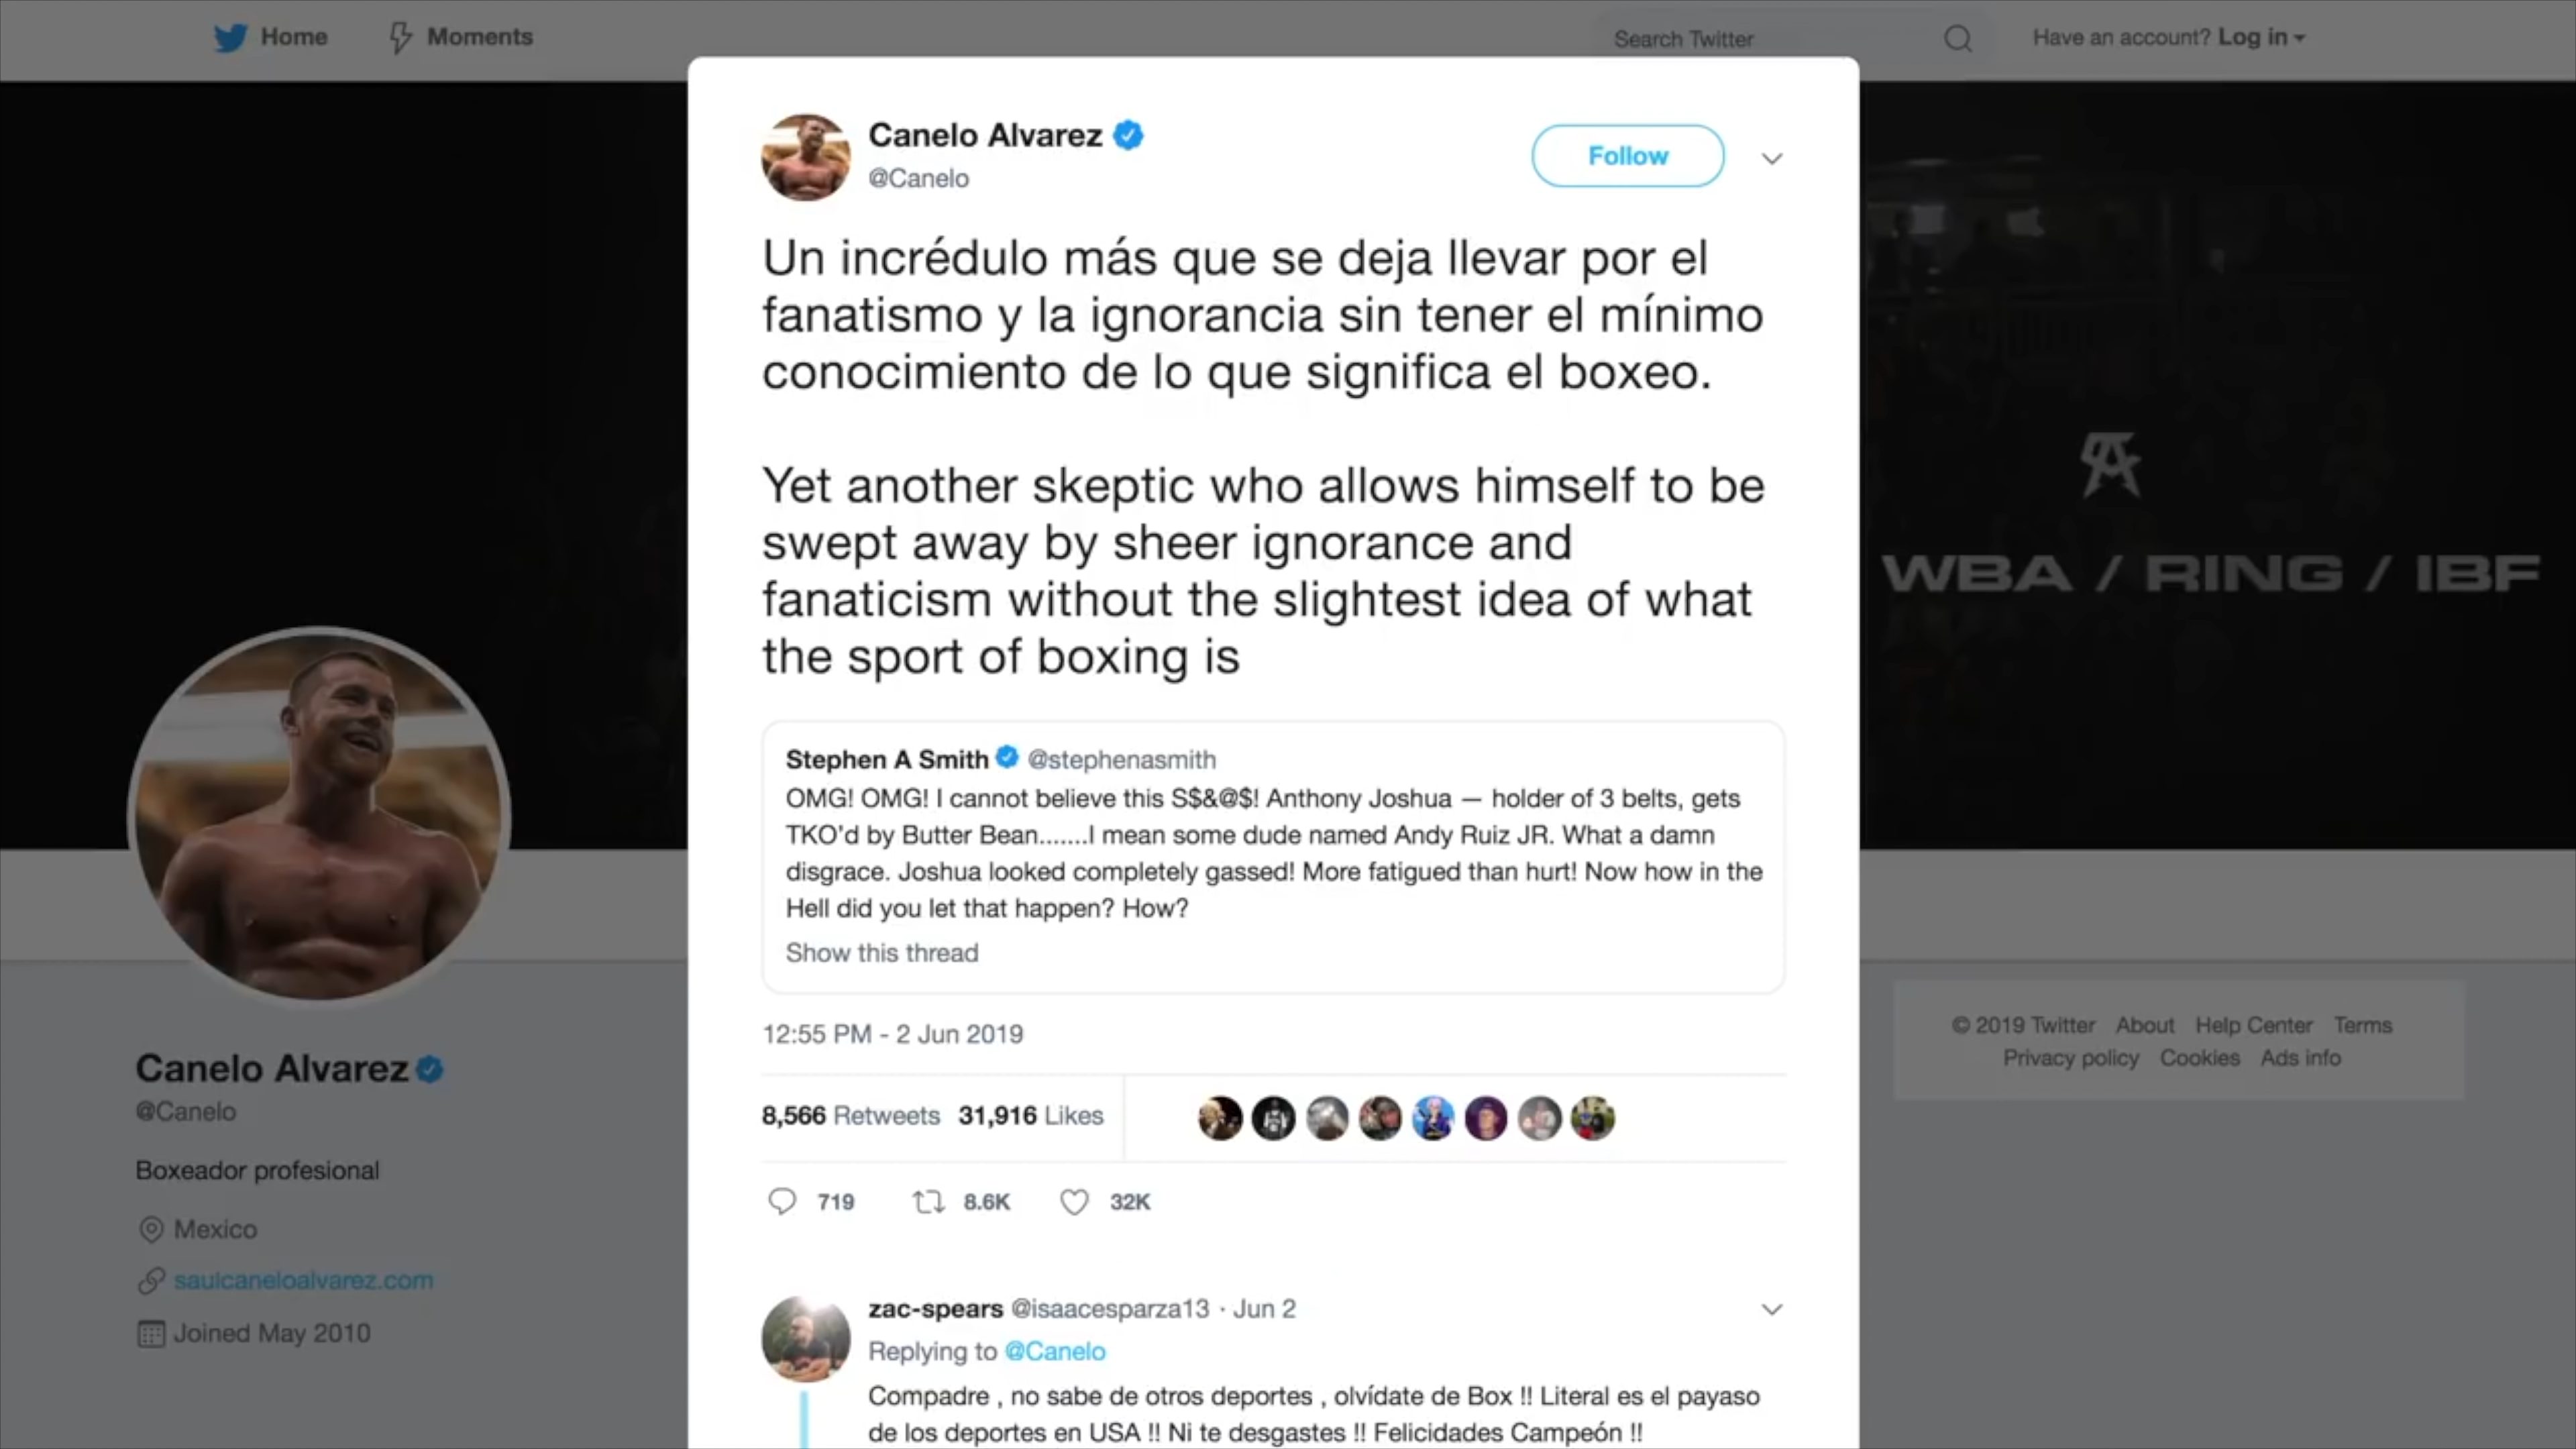 Home
Moments
Search Twitter
Have an account? Log in
Canelo Alvarez
@Canelo
Follow
Un incrédulo más que se deja llevar por el
fanatismo y la ignorancia sin tener el mínimo
conocimiento de lo que significa el boxeo.
Yet another skeptic who allows himself to be
swept away by sheer ignorance and
fanaticism without the slightest idea of what
the sport of boxing is
Stephen A Smith @stephenasmith
OMG! OMG! I cannot believe this S$&@$! Anthony Joshua — holder of 3 belts, gets
TKO'd by Butter Bean.......I mean some dude named Andy Ruiz JR. What a damn
disgrace. Joshua looked completely gassed! More fatigued than hurt! Now how in the
Hell did you let that happen? How?
Show this thread
12:55 PM - 2 Jun 2019
8,566 Retweets 31,916 Likes
719 8.6K 32K
zac-spears @isaacesparza13 · Jun 2
Replying to @Canelo
Compadre , no sabe de otros deportes , olvídate de Box !! Literal es el payaso
de los deportes en USA !! Ni te desgastes !! Felicidades Campeón !!
WBA / RING / IBF
Canelo Alvarez
@Canelo
Boxeador profesional
Mexico
saulcaneloalvarez.com
Joined May 2010
© 2019 Twitter About Help Center Terms
Privacy policy Cookies Ads info